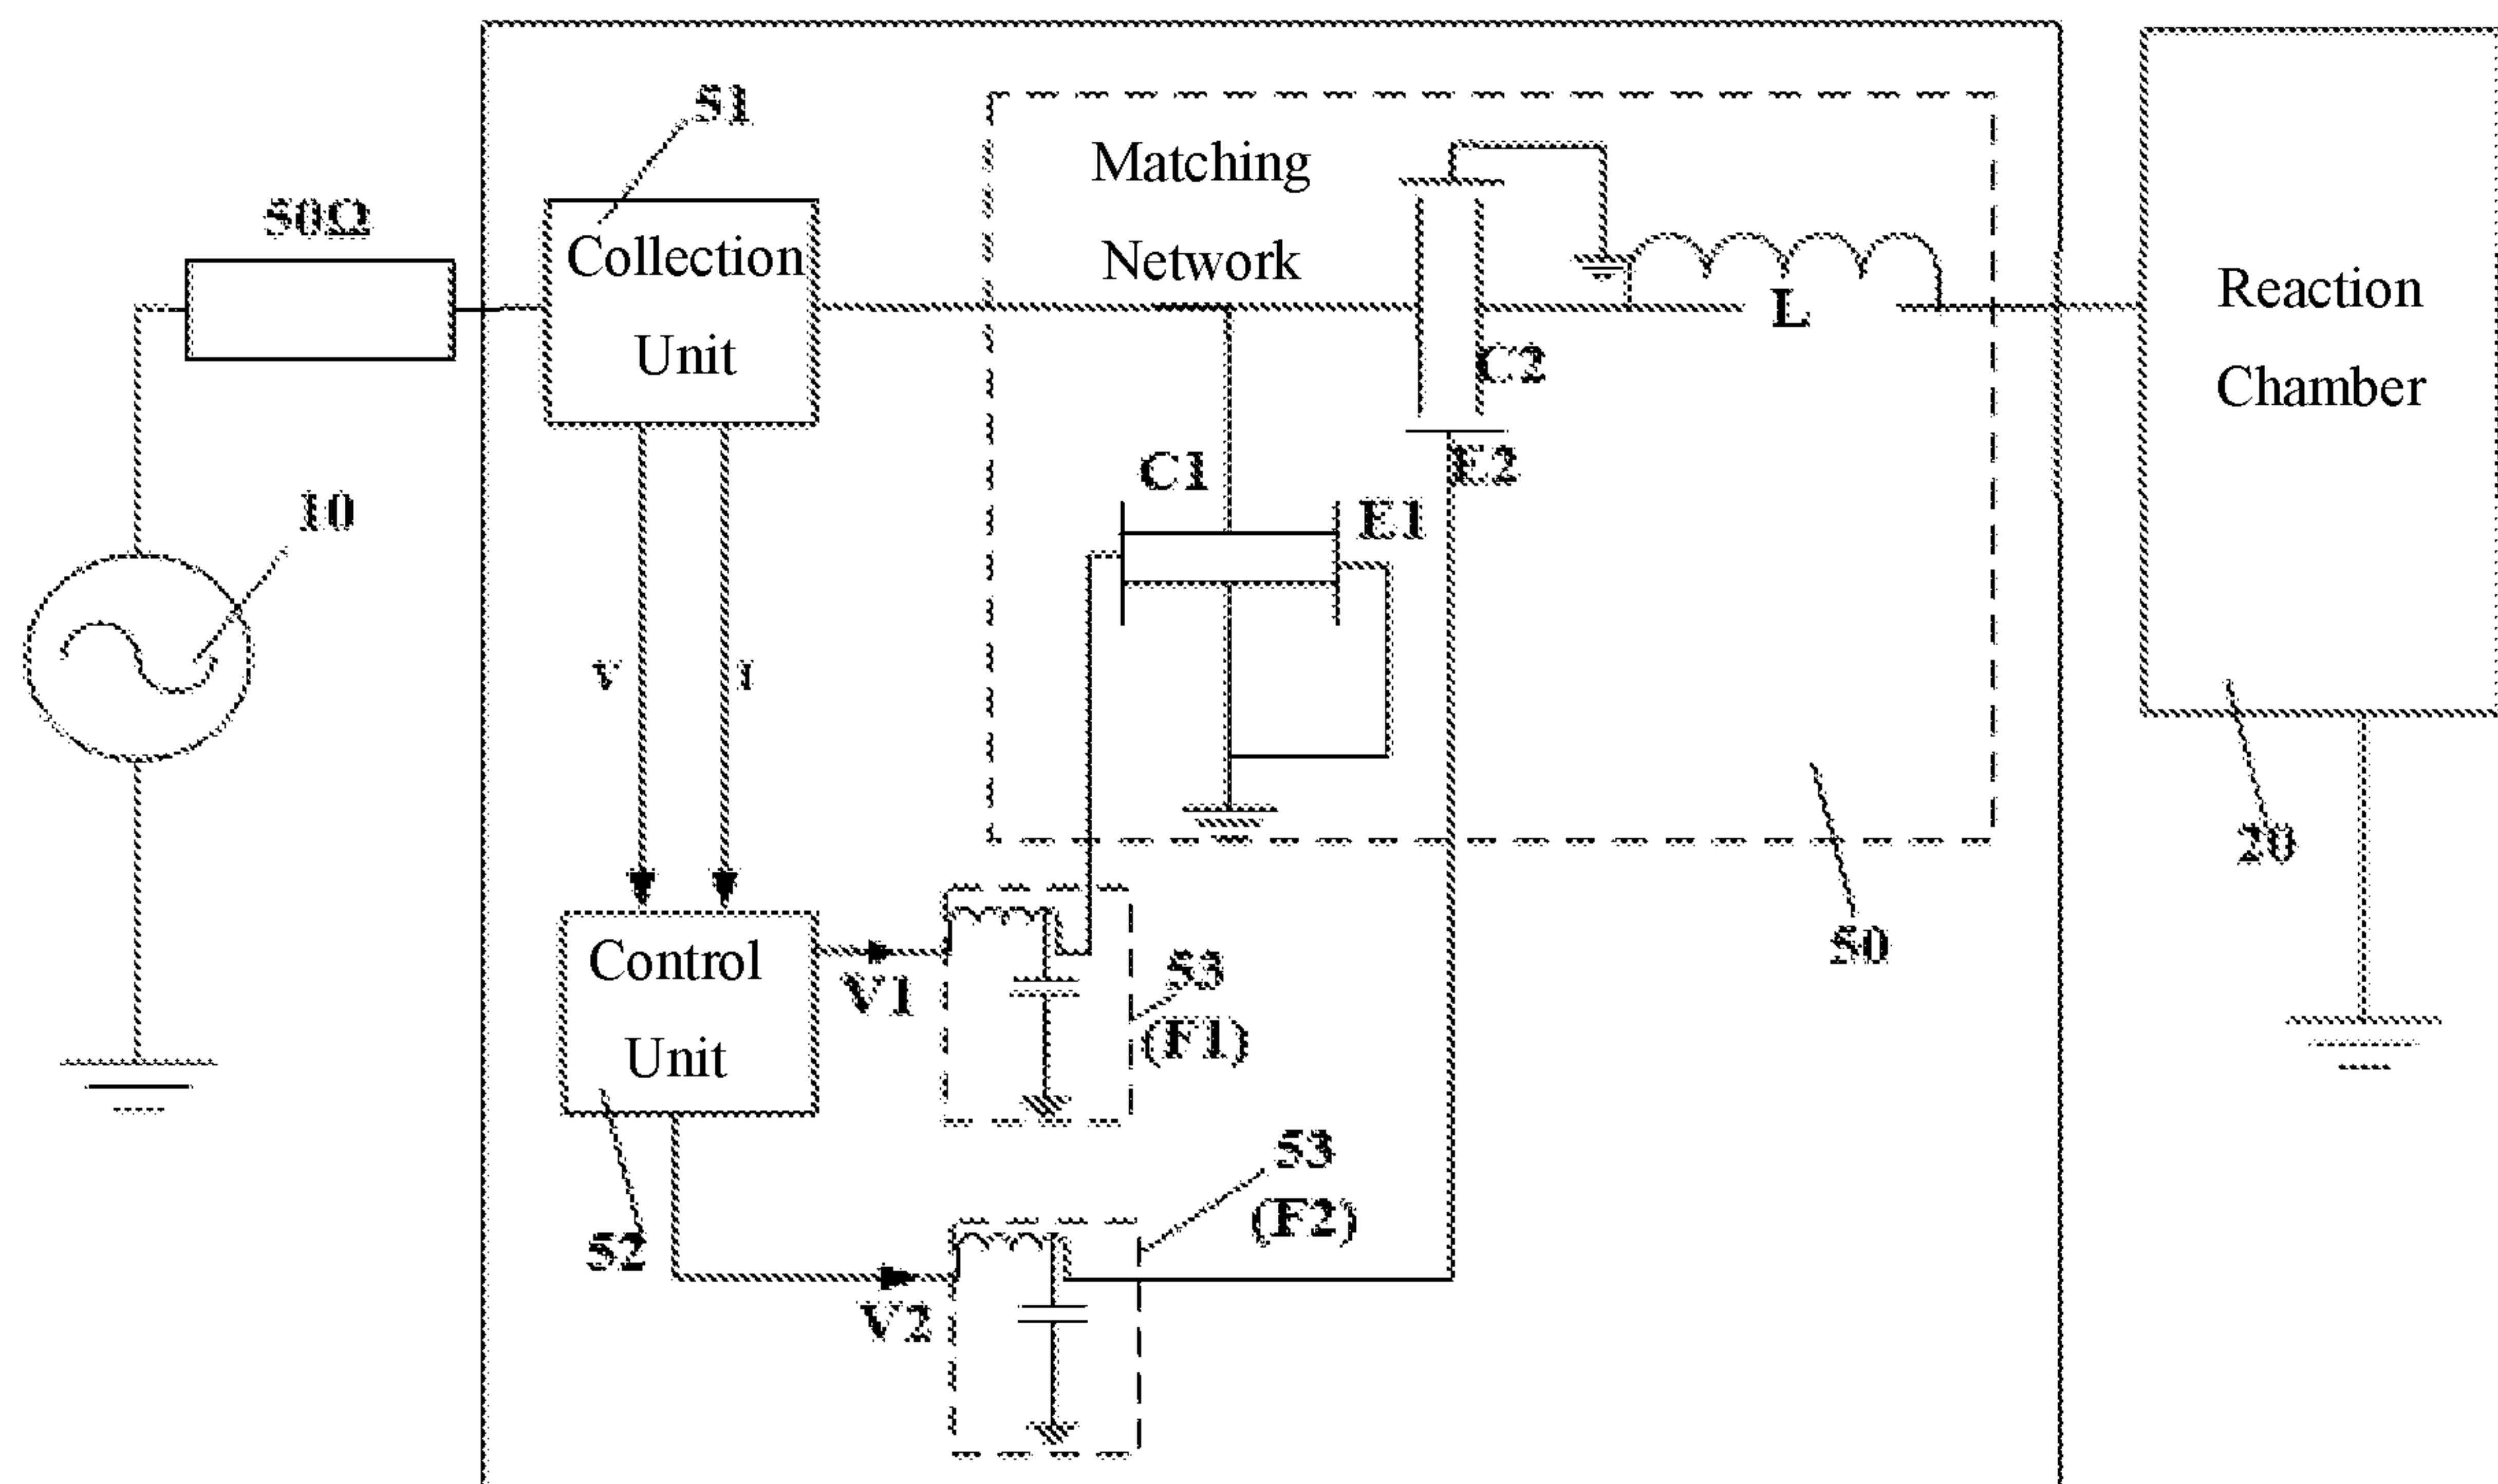 51
Matching
Network
50Ω
Collection
Unit
L
Reaction
Chamber
C2
C1
E2
E1
10
V
I
20
50
Control
Unit
V1
53
(F1)
53
(F2)
52
V2